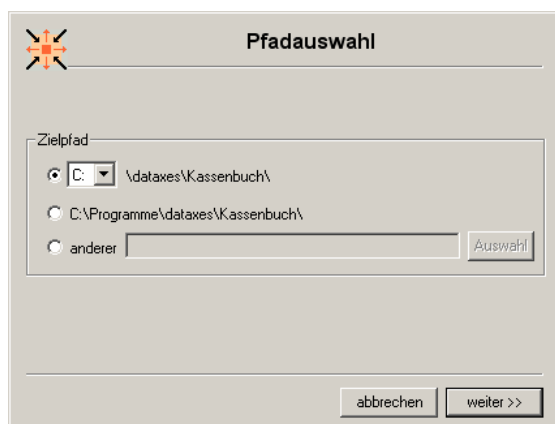 Pfadauswahl
Zielpfad
C: \dataxes\Kassenbuch\
C:\Programme\dataxes\Kassenbuch\
anderer Auswahl
abbrechen weiter >>